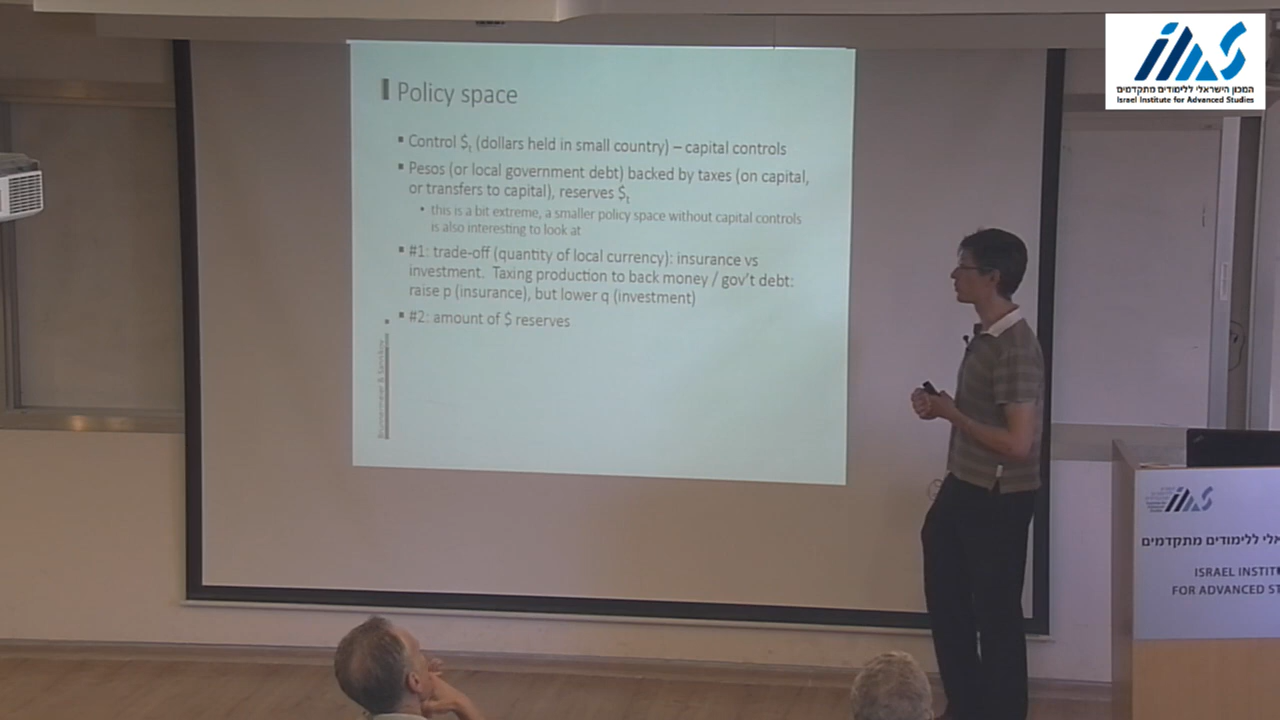 המכון הישראלי ללימודים מתקדמים
Israel Institute for Advanced Studies
Policy space
▪ Control $t (dollars held in small country) – capital controls
▪ Pesos (or local government debt) backed by taxes (on capital,
or transfers to capital), reserves $t
• this is a bit extreme, a smaller policy space without capital controls
is also interesting to look at
▪ #1: trade-off (quantity of local currency): insurance vs
investment. Taxing production to back money / gov't debt:
raise p (insurance), but lower q (investment)
▪ #2: amount of $ reserves
Brunnermeier & Sannikov
ללימודים מתקדמים
ISRAEL INSTIT
FOR ADVANCED ST